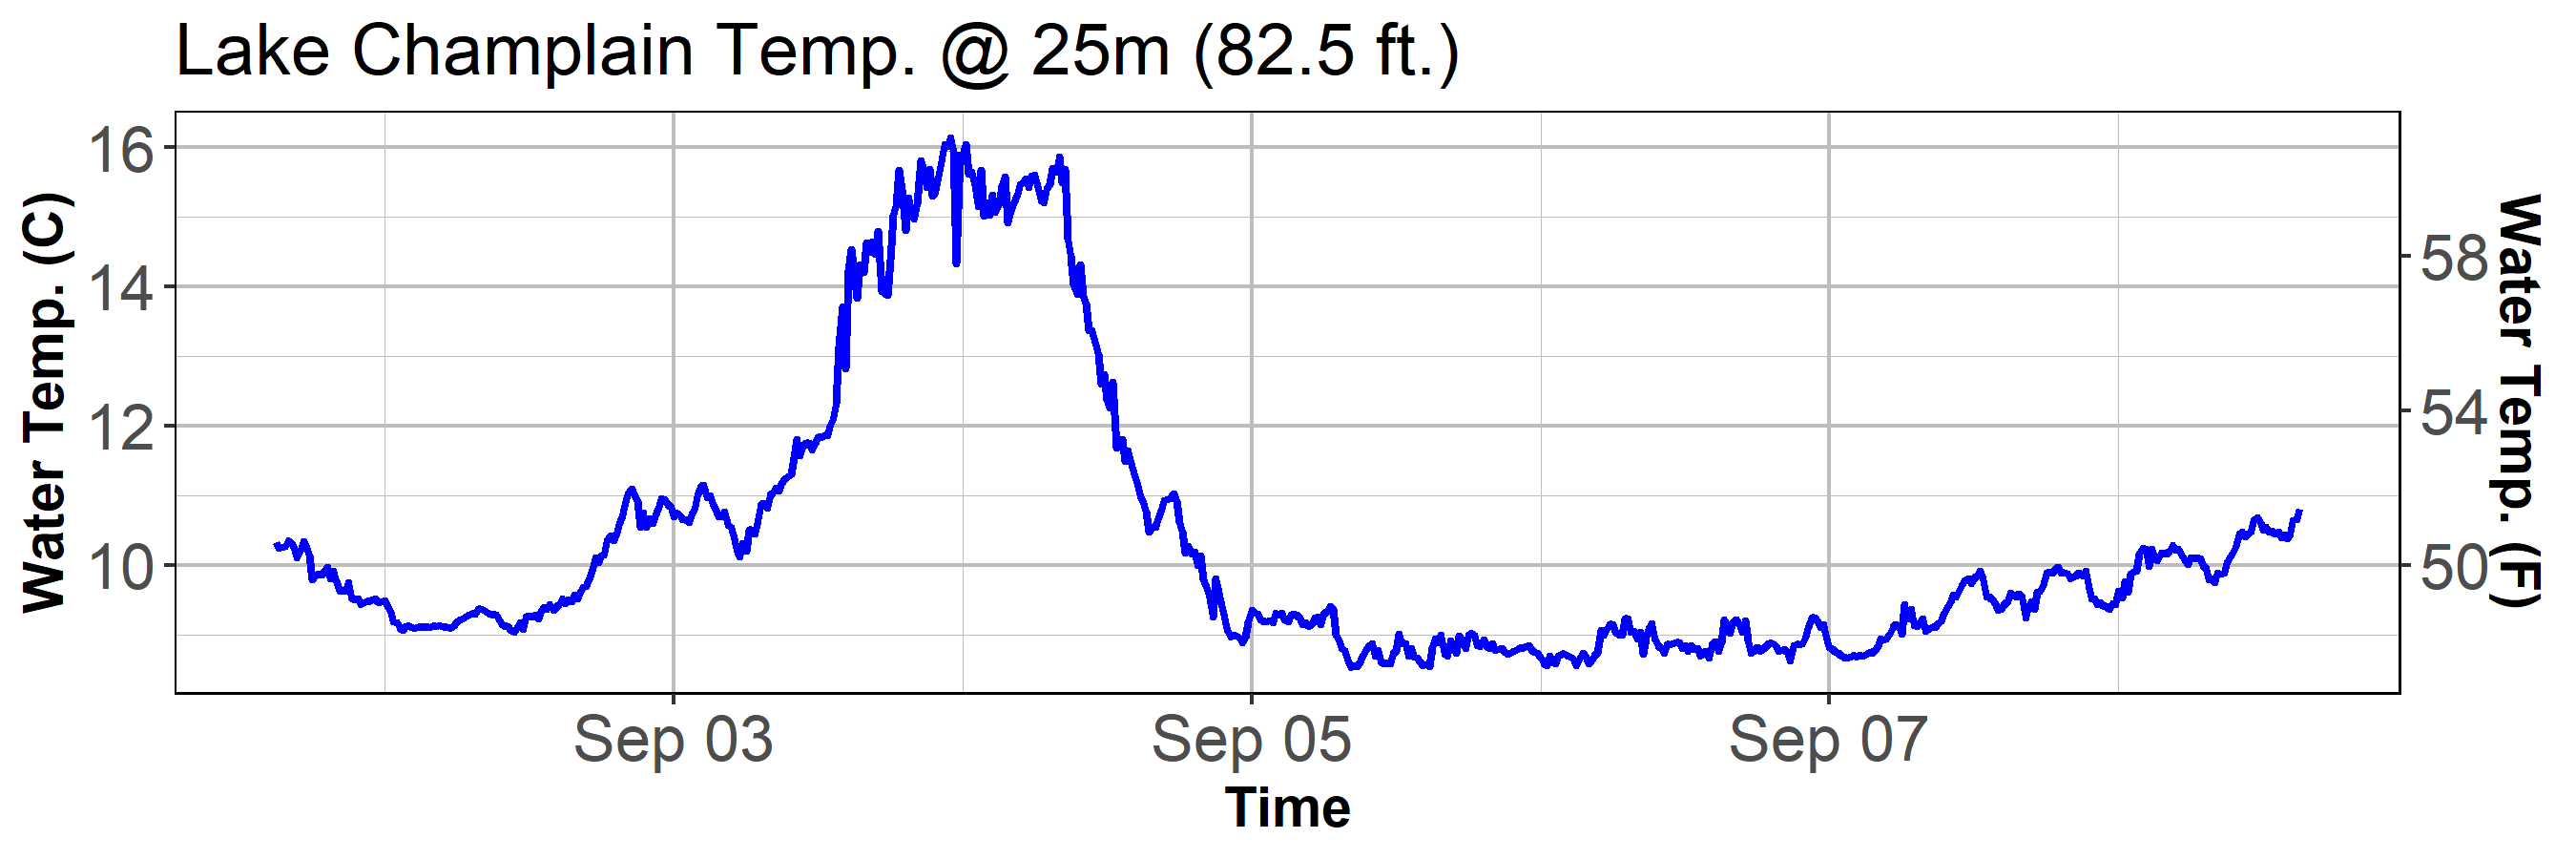 Lake Champlain Temp. @ 25m (82.5 ft.)
Water Temp. (C)
16
14
12
10
58
54
50
Water Temp. (F)
Sep 03 Sep 05 Sep 07
Time